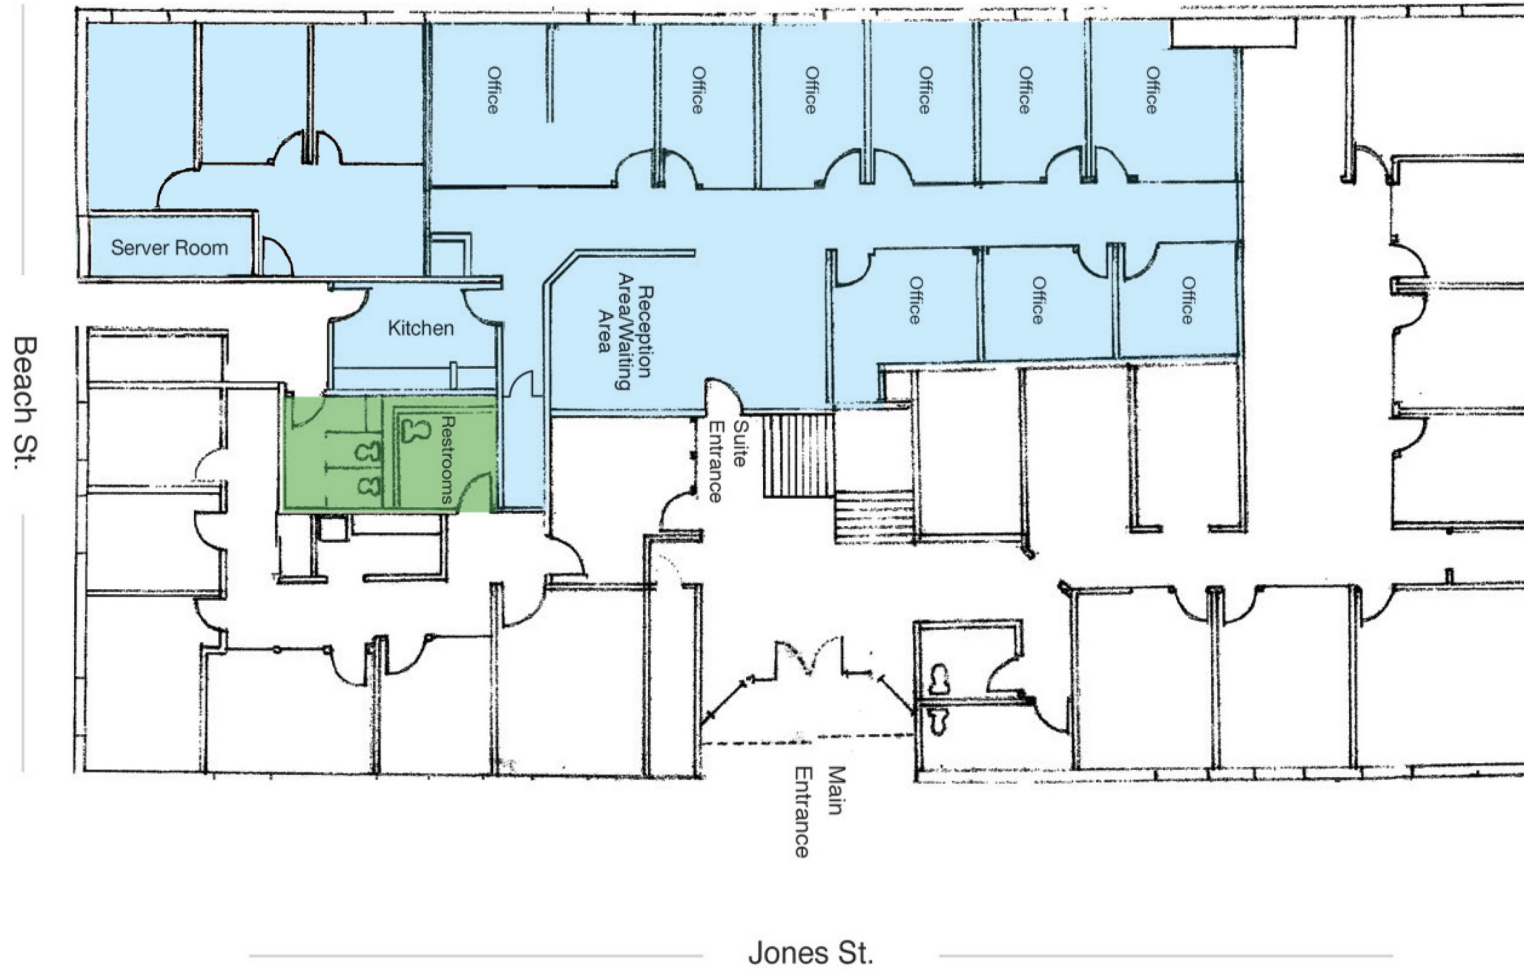 Office
Office
Office
Office
Office
Office
Server Room
Reception
Area/Waiting
Area
Office
Office
Office
Kitchen
Beach St.
Restrooms
Suite
Entrance
Main
Entrance
Jones St.